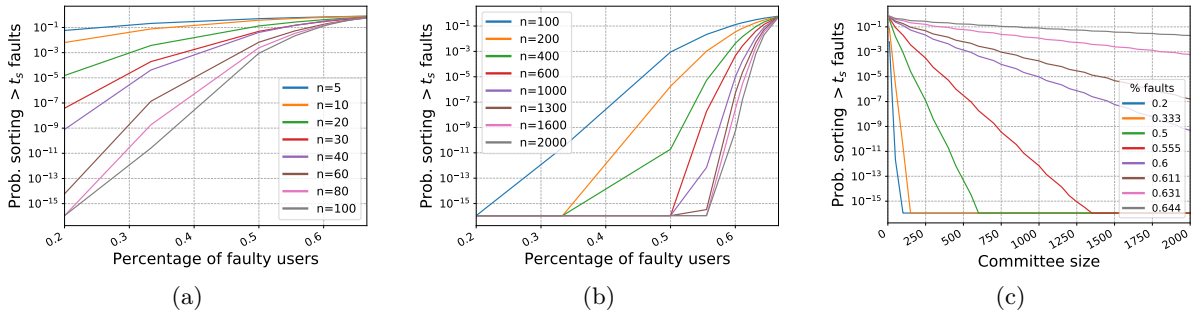 Prob. sorting > t_s faults
10^-1
10^-3
10^-5
10^-7
10^-9
10^-11
10^-13
10^-15
n=5
n=10
n=20
n=30
n=40
n=60
n=80
n=100
0.2
0.3
0.4
0.5
0.6
Percentage of faulty users
(a)
Prob. sorting > t_s faults
10^-1
10^-3
10^-5
10^-7
10^-9
10^-11
10^-13
10^-15
n=100
n=200
n=400
n=600
n=1000
n=1300
n=1600
n=2000
0.2
0.3
0.4
0.5
0.6
Percentage of faulty users
(b)
Prob. sorting > t_s faults
10^-1
10^-3
10^-5
10^-7
10^-9
10^-11
10^-13
10^-15
% faults
0.2
0.333
0.5
0.555
0.6
0.611
0.631
0.644
0
250
500
750
1000
1250
1500
1750
2000
Committee size
(c)